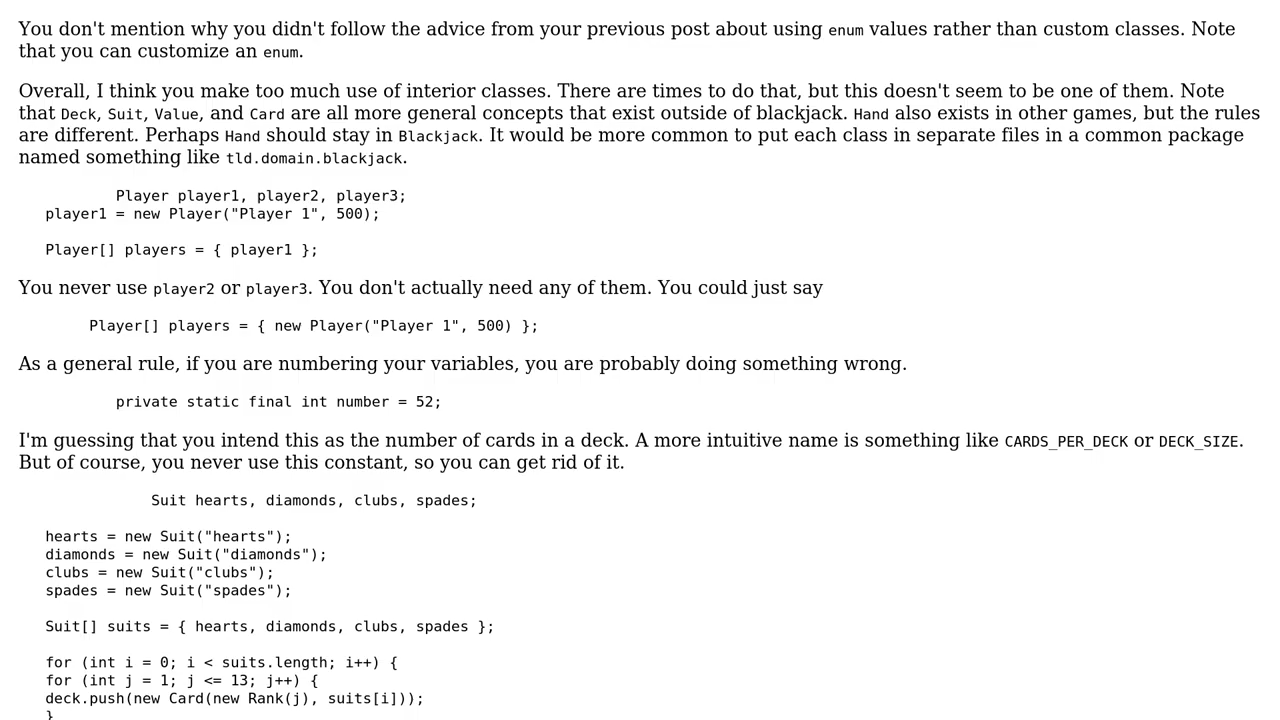 You don't mention why you didn't follow the advice from your previous post about using enum values rather than custom classes. Note
that you can customize an enum.
Overall, I think you make too much use of interior classes. There are times to do that, but this doesn't seem to be one of them. Note
that Deck, Suit, Value, and Card are all more general concepts that exist outside of blackjack. Hand also exists in other games, but the rules
are different. Perhaps Hand should stay in Blackjack. It would be more common to put each class in separate files in a common package
named something like tld.domain.blackjack.
Player player1, player2, player3;
player1 = new Player("Player 1", 500);
Player[] players = { player1 };
You never use player2 or player3. You don't actually need any of them. You could just say
Player[] players = { new Player("Player 1", 500) };
As a general rule, if you are numbering your variables, you are probably doing something wrong.
private static final int number = 52;
I'm guessing that you intend this as the number of cards in a deck. A more intuitive name is something like CARDS_PER_DECK or DECK_SIZE.
But of course, you never use this constant, so you can get rid of it.
Suit hearts, diamonds, clubs, spades;
hearts = new Suit("hearts");
diamonds = new Suit("diamonds");
clubs = new Suit("clubs");
spades = new Suit("spades");
Suit[] suits = { hearts, diamonds, clubs, spades };
for (int i = 0; i < suits.length; i++) {
for (int j = 1; j <= 13; j++) {
deck.push(new Card(new Rank(j), suits[i]));
}